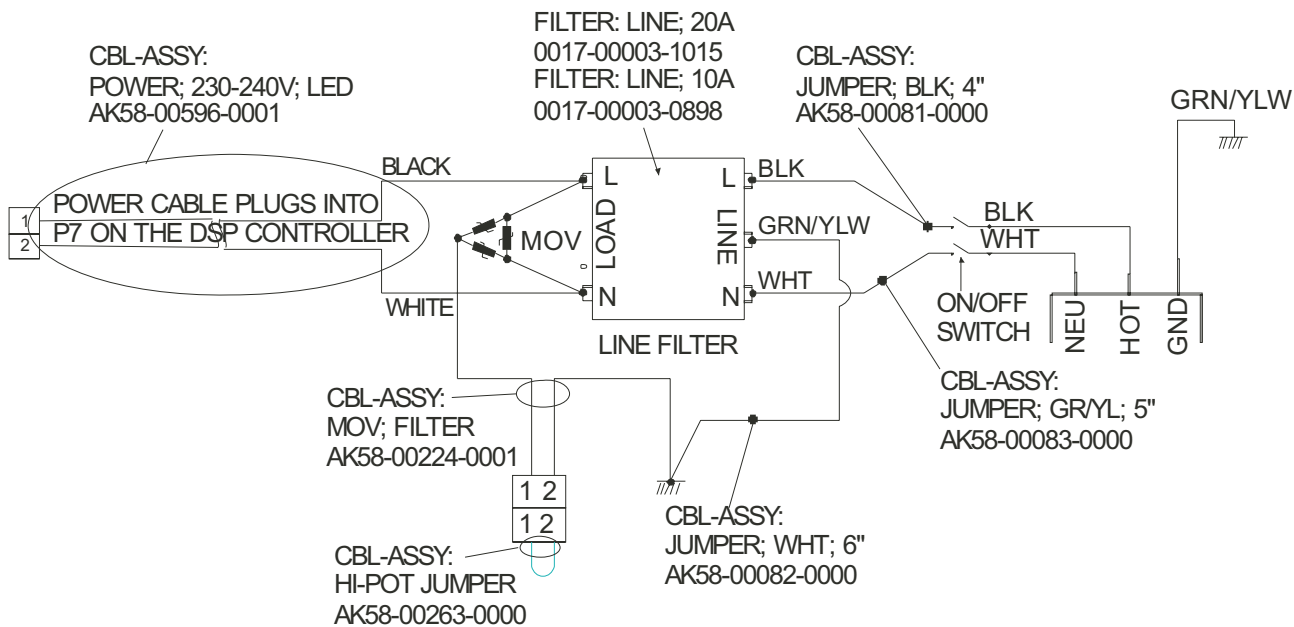 FILTER: LINE; 20A
0017-00003-1015
FILTER: LINE; 10A
0017-00003-0898
CBL-ASSY:
POWER; 230-240V; LED
AK58-00596-0001
CBL-ASSY:
JUMPER; BLK; 4"
AK58-00081-0000
GRN/YLW
BLACK
1
2
POWER CABLE PLUGS INTO
P7 ON THE DSP CONTROLLER
WHITE
MOV
L
LOAD
N
L
LINE
N
LINE FILTER
BLK
GRN/YLW
WHT
BLK
WHT
ON/OFF
SWITCH
NEU
HOT
GND
CBL-ASSY:
JUMPER; GR/YL; 5"
AK58-00083-0000
CBL-ASSY:
MOV; FILTER
AK58-00224-0001
1 2
1 2
CBL-ASSY:
JUMPER; WHT; 6"
AK58-00082-0000
CBL-ASSY:
HI-POT JUMPER
AK58-00263-0000